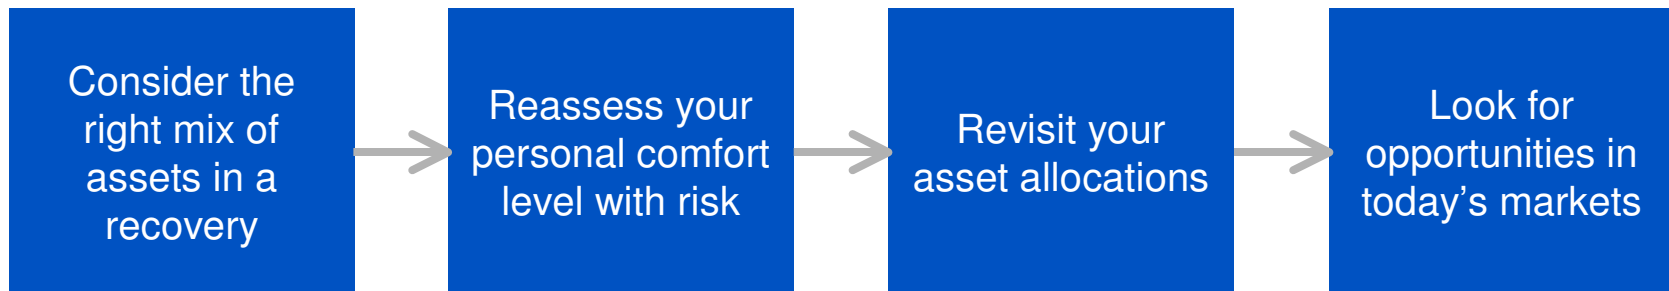 Consider the
right mix of
assets in a
recovery
Reassess your
personal comfort
level with risk
Revisit your
asset allocations
Look for
opportunities in
today’s markets